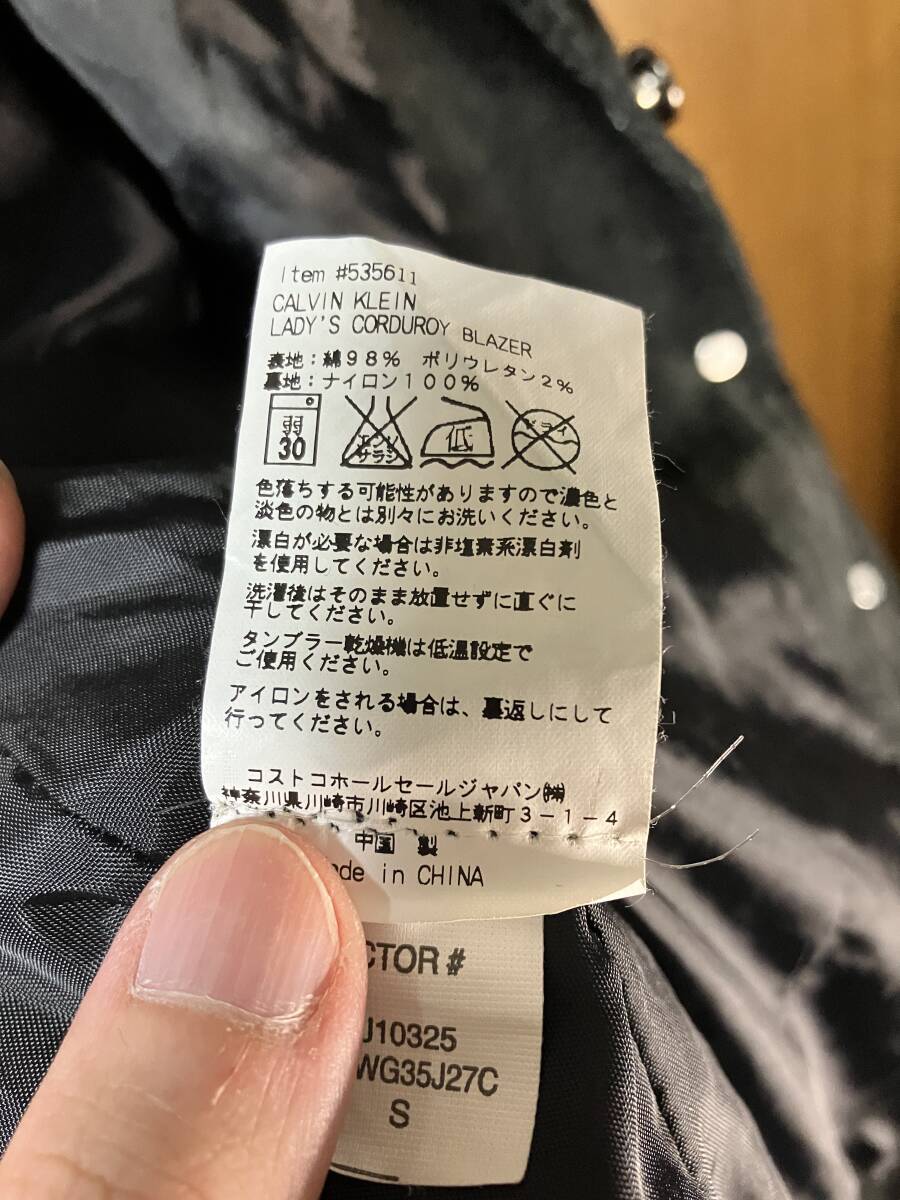 Item #535611
CALVIN KLEIN
LADY'S CORDUROY BLAZER
表地：綿98% ポリウレタン2%
裏地：ナイロン100%
弱
30
エンソ
サラシ
低
ドライ
色落ちする可能性がありますので濃色と
淡色の物とは別々にお洗いください。
漂白が必要な場合は非塩素系漂白剤
を使用してください。
洗濯後はそのまま放置せずに直ぐに
干してください。
タンブラー乾燥機は低温設定で
ご使用ください。
アイロンをされる場合は、裏返しにして
行ってください。
コストコホールセールジャパン㈱
神奈川県川崎市川崎区池上新町3-1-4
中国 製
de in CHINA
CTOR #
J10325
WG35J27C
S